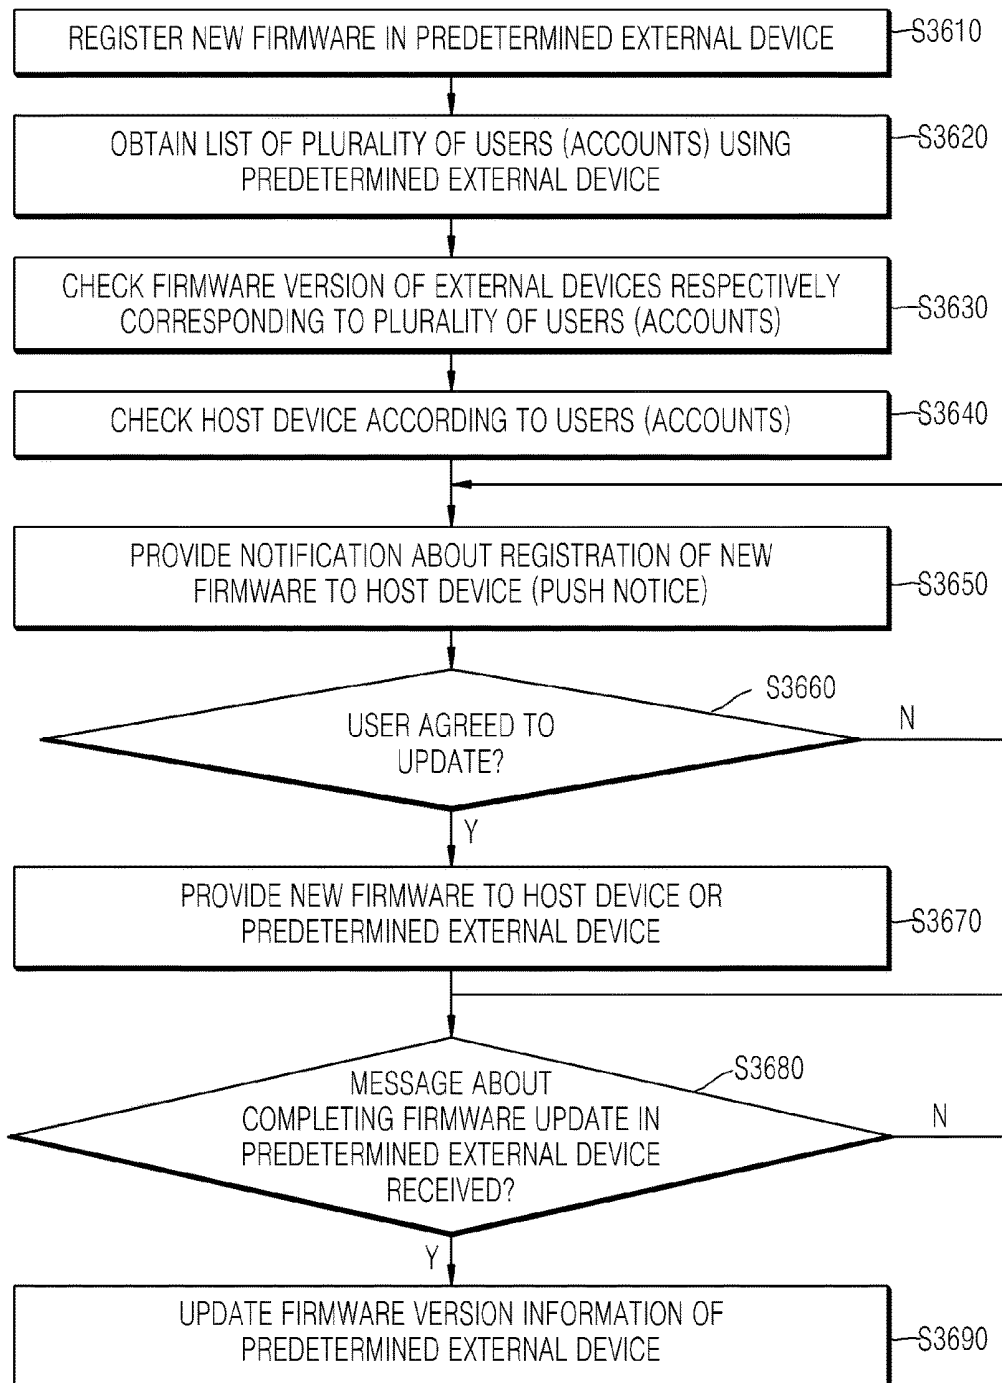 REGISTER NEW FIRMWARE IN PREDETERMINED EXTERNAL DEVICE
S3610
OBTAIN LIST OF PLURALITY OF USERS (ACCOUNTS) USING
PREDETERMINED EXTERNAL DEVICE
S3620
CHECK FIRMWARE VERSION OF EXTERNAL DEVICES RESPECTIVELY
CORRESPONDING TO PLURALITY OF USERS (ACCOUNTS)
S3630
CHECK HOST DEVICE ACCORDING TO USERS (ACCOUNTS)
S3640
PROVIDE NOTIFICATION ABOUT REGISTRATION OF NEW
FIRMWARE TO HOST DEVICE (PUSH NOTICE)
S3650
S3660
USER AGREED TO
UPDATE?
N
Y
PROVIDE NEW FIRMWARE TO HOST DEVICE OR
PREDETERMINED EXTERNAL DEVICE
S3670
S3680
MESSAGE ABOUT
COMPLETING FIRMWARE UPDATE IN
PREDETERMINED EXTERNAL DEVICE
RECEIVED?
N
Y
UPDATE FIRMWARE VERSION INFORMATION OF
PREDETERMINED EXTERNAL DEVICE
S3690